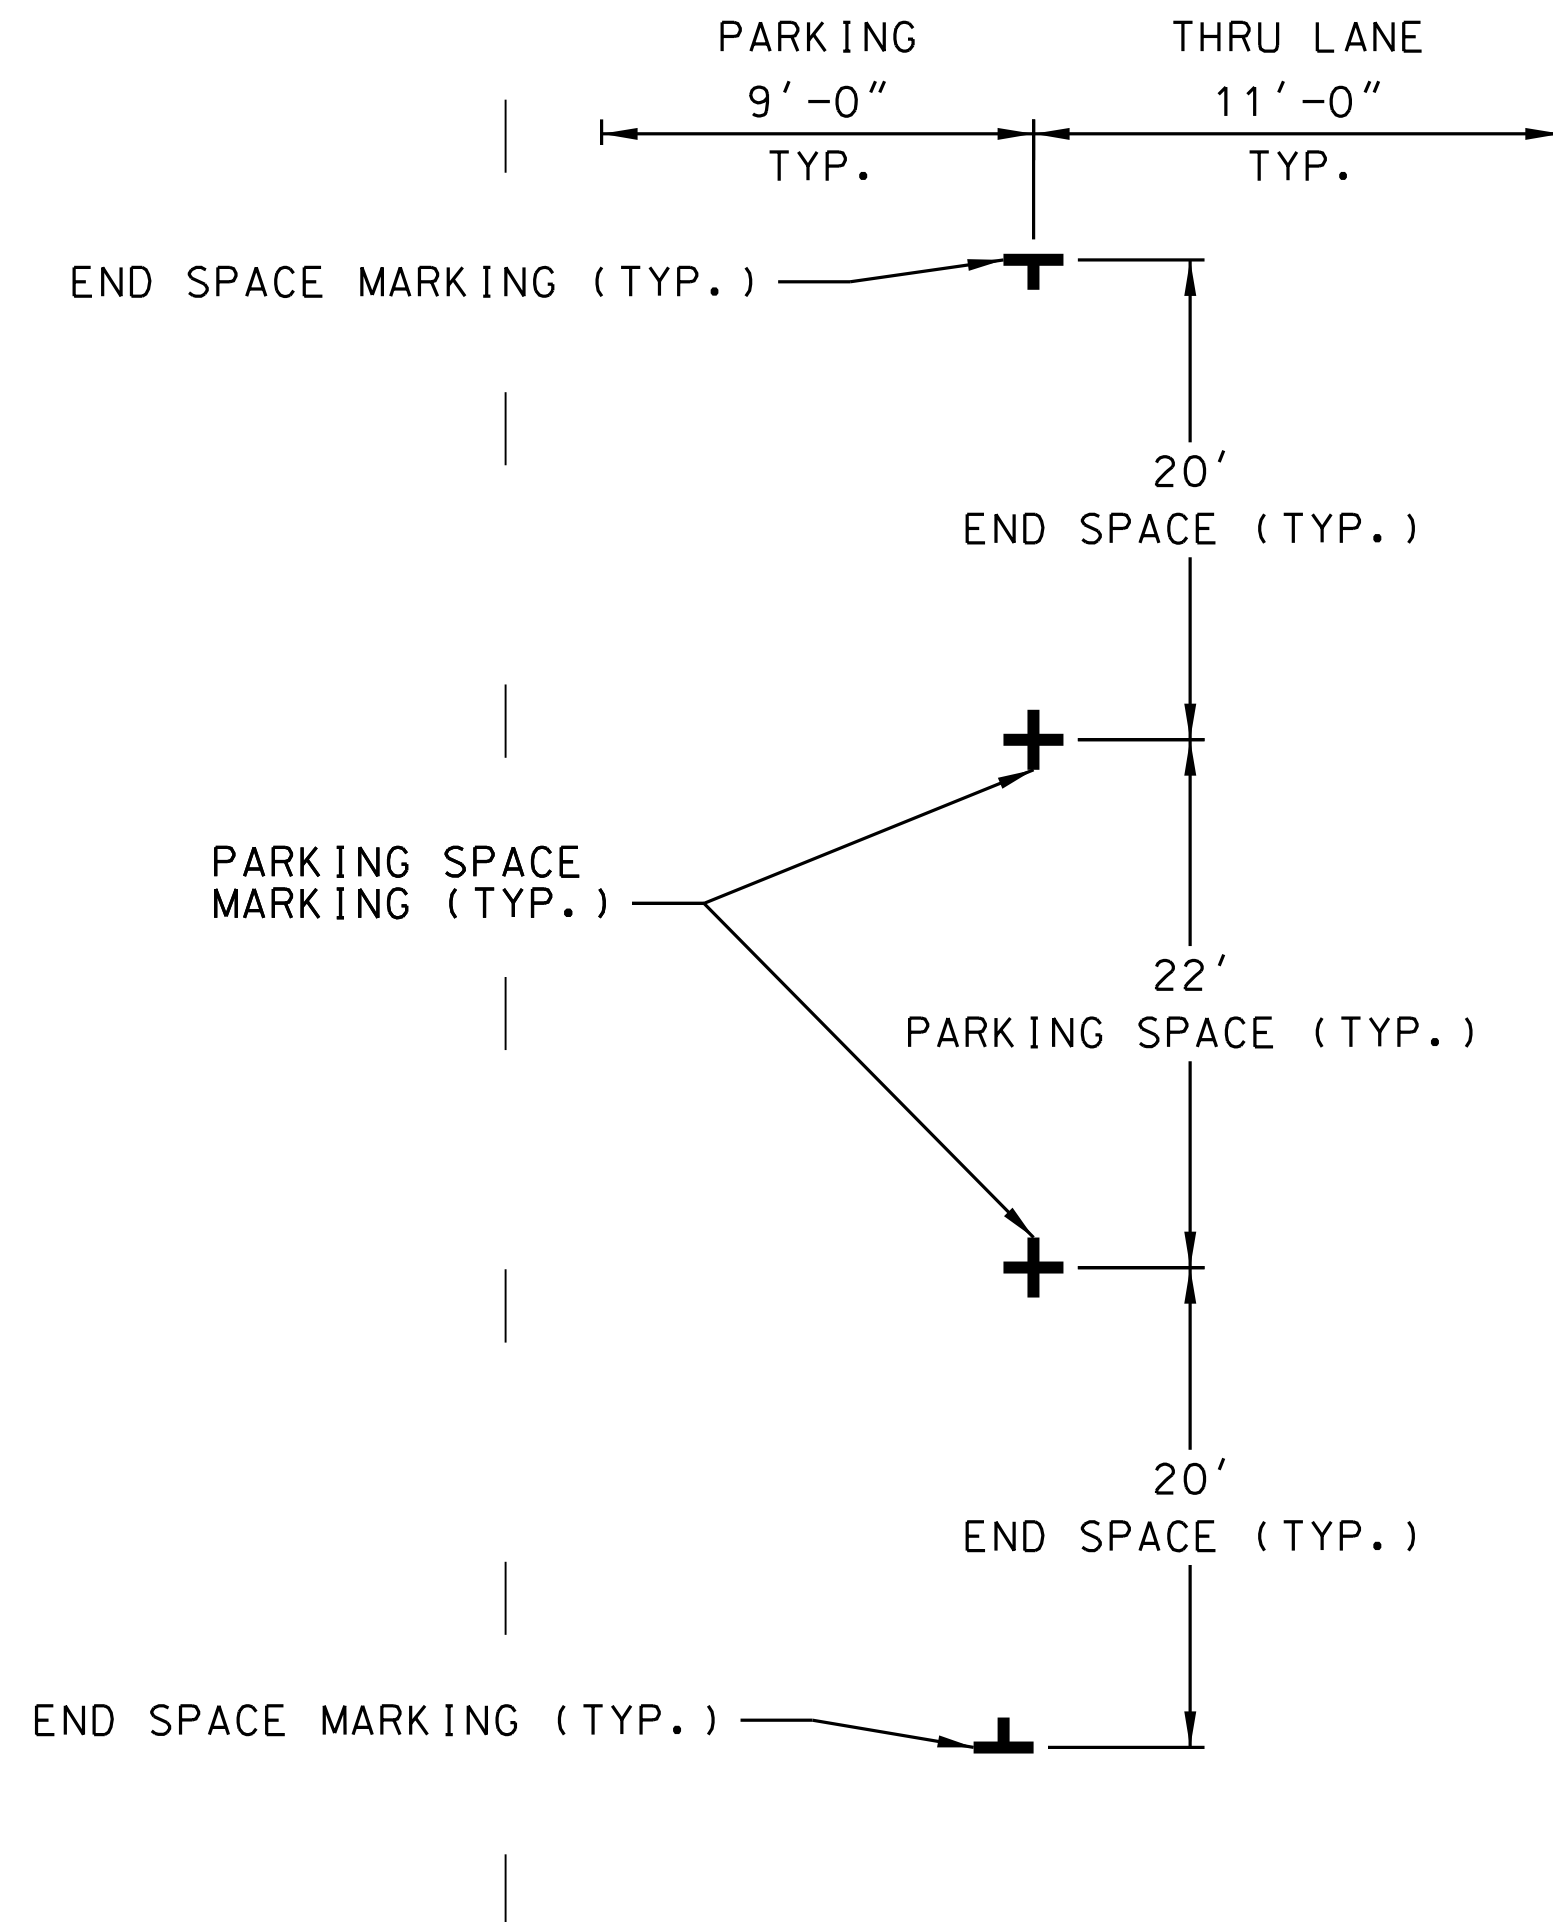 PARKING
THRU LANE
9'-0"
11'-0"
TYP.
TYP.
END SPACE MARKING (TYP.)
20'
END SPACE (TYP.)
PARKING SPACE
MARKING (TYP.)
22'
PARKING SPACE (TYP.)
20'
END SPACE (TYP.)
END SPACE MARKING (TYP.)